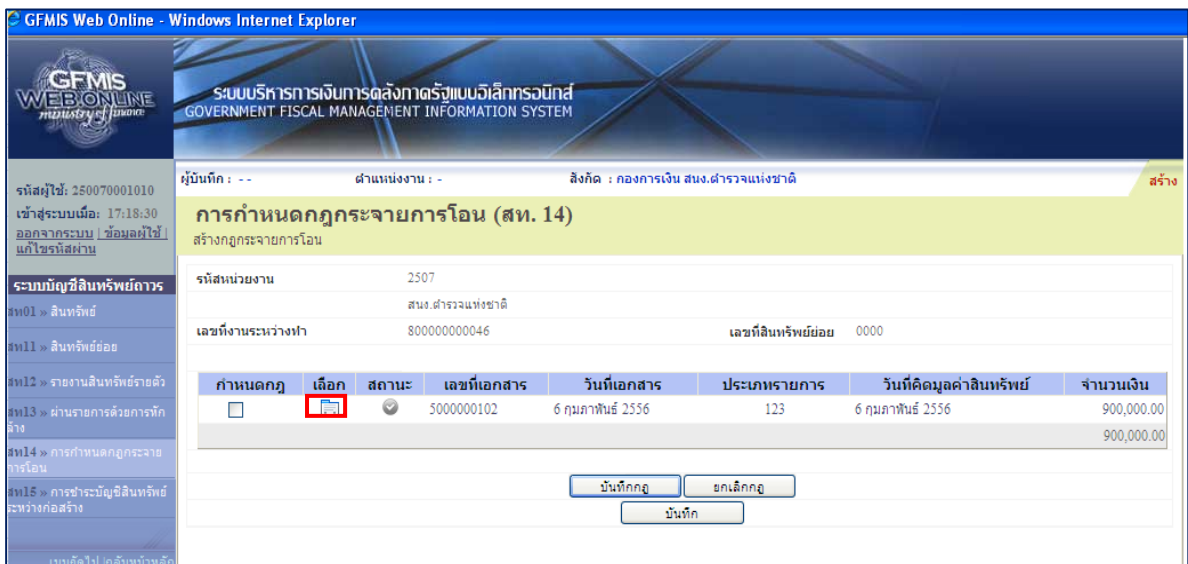 GFMIS Web Online - Windows Internet Explorer
GFMIS
WEB ONLINE
ministry of finance
ระบบบริหารการเงินการคลังภาครัฐแบบอิเล็กทรอนิกส์
GOVERNMENT FISCAL MANAGEMENT INFORMATION SYSTEM
รหัสผู้ใช้: 250070001010
เข้าสู่ระบบเมื่อ: 17:18:30
ออกจากระบบ | ข้อมูลผู้ใช้ |
แก้ไขรหัสผ่าน
ระบบบัญชีสินทรัพย์ถาวร
สท01 » สินทรัพย์
สท11 » สินทรัพย์ย่อย
สท12 » รายงานสินทรัพย์รายตัว
สท13 » ผ่านรายการด้วยการหัก
ล้าง
สท14 » การกำหนดกฎกระจาย
การโอน
สท15 » การชำระบัญชีสินทรัพย์
ระหว่างก่อสร้าง
เมนูถัดไป |กลับหน้าหลัก
ผู้บันทึก : - - ตำแหน่งงาน : - สังกัด : กองการเงิน สนง.ตำรวจแห่งชาติ
สร้าง
การกำหนดกฎกระจายการโอน (สท. 14)
สร้างกฎกระจายการโอน
รหัสหน่วยงาน 2507
สนง.ตำรวจแห่งชาติ
เลขที่งานระหว่างทำ 800000000046 เลขที่สินทรัพย์ย่อย 0000
กำหนดกฎ เลือก สถานะ เลขที่เอกสาร วันที่เอกสาร ประเภทรายการ วันที่คิดมูลค่าสินทรัพย์ จำนวนเงิน
5000000102 6 กุมภาพันธ์ 2556 123 6 กุมภาพันธ์ 2556 900,000.00
900,000.00
บันทึกกฎ ยกเลิกกฎ
บันทึก